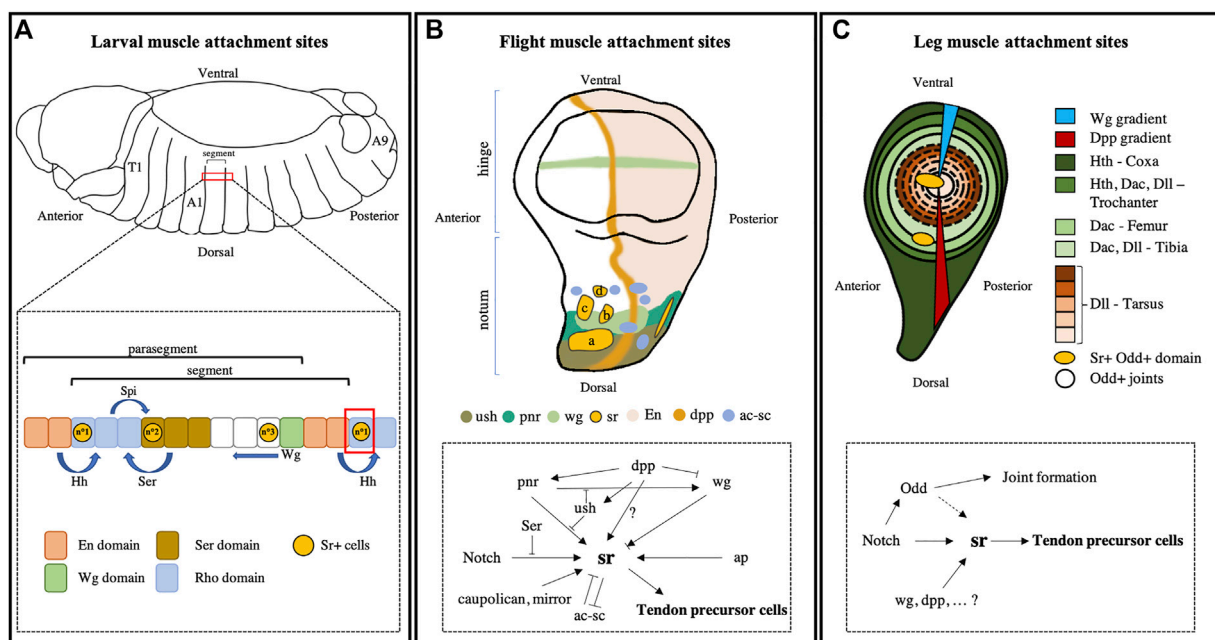 A
Larval muscle attachment sites
Ventral
T1
segment
A9
A1
Anterior
Posterior
Dorsal
parasegment
segment
Spi
n°1
n°2
n°3
n°1
Wg
Hh
Ser
Hh
En domain
Ser domain
Sr+ cells
Wg domain
Rho domain
B
Flight muscle attachment sites
Ventral
hinge
Anterior
Posterior
notum
d
c
b
a
Dorsal
ush
pnr
wg
sr
En
dpp
ac-sc
dpp
pnr
wg
ush
?
Ser
Notch
sr
ap
caupolican, mirror
ac-sc
Tendon precursor cells
C
Leg muscle attachment sites
Ventral
Anterior
Posterior
Dorsal
Wg gradient
Dpp gradient
Hth - Coxa
Hth, Dac, Dll –
Trochanter
Dac - Femur
Dac, Dll - Tibia
Dll - Tarsus
Sr+ Odd+ domain
Odd+ joints
Odd
Joint formation
Notch
sr
Tendon precursor cells
wg, dpp, ... ?